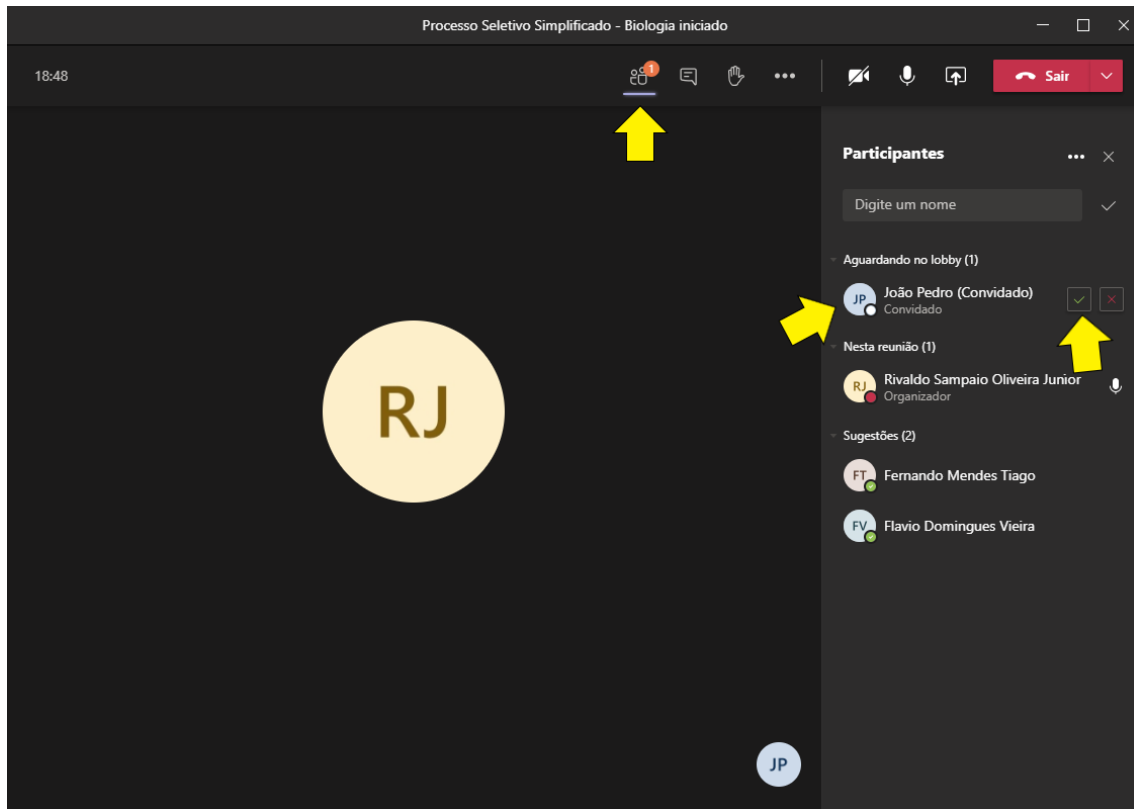 Processo Seletivo Simplificado - Biologia iniciado
18:48
1
Sair
Participantes
Digite um nome
Aguardando no lobby (1)
JP
João Pedro (Convidado)
Convidado
Nesta reunião (1)
RJ
Rivaldo Sampaio Oliveira Junior
Organizador
Sugestões (2)
FT
Fernando Mendes Tiago
FV
Flavio Domingues Vieira
RJ
JP